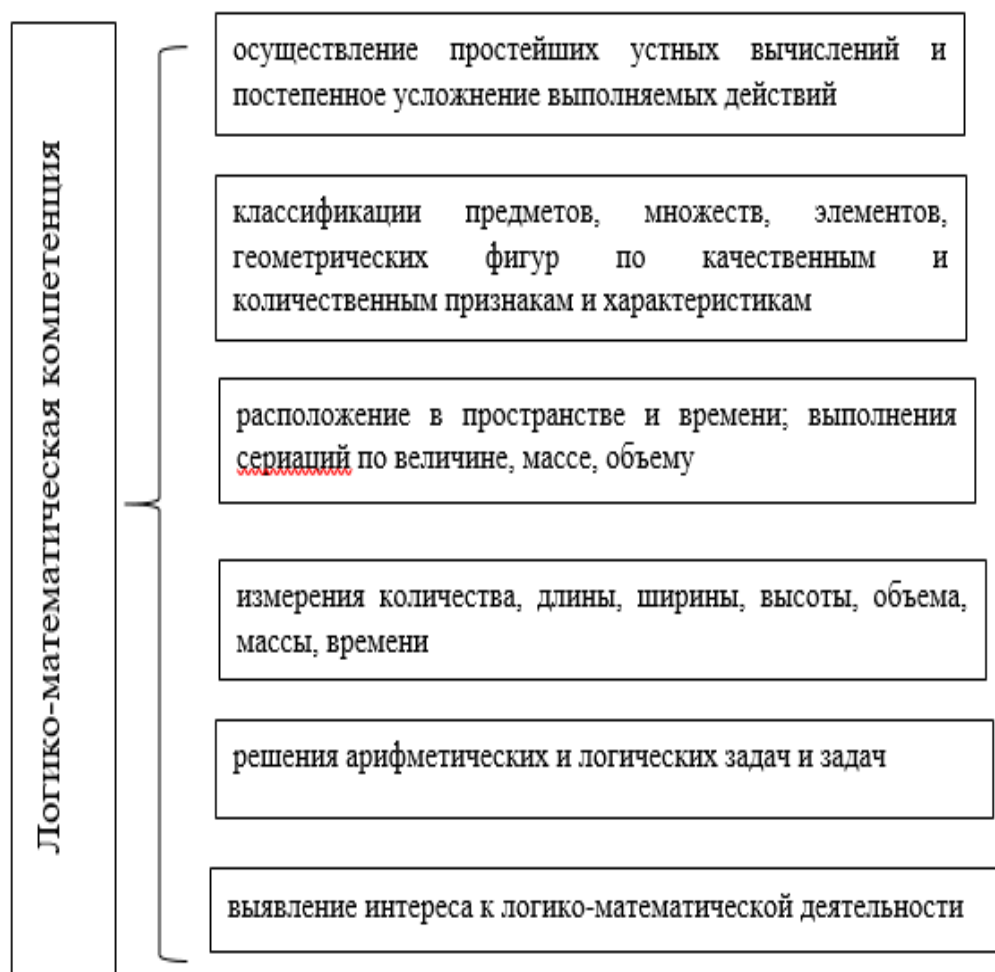 Логико-математическая компетенция
осуществление простейших устных вычислений и
постепенное усложнение выполняемых действий
классификации предметов, множеств, элементов,
геометрических фигур по качественным и
количественным признакам и характеристикам
расположение в пространстве и времени; выполнения
сериаций по величине, массе, объему
измерения количества, длины, ширины, высоты, объема,
массы, времени
решения арифметических и логических задач и задач
выявление интереса к логико-математической деятельности